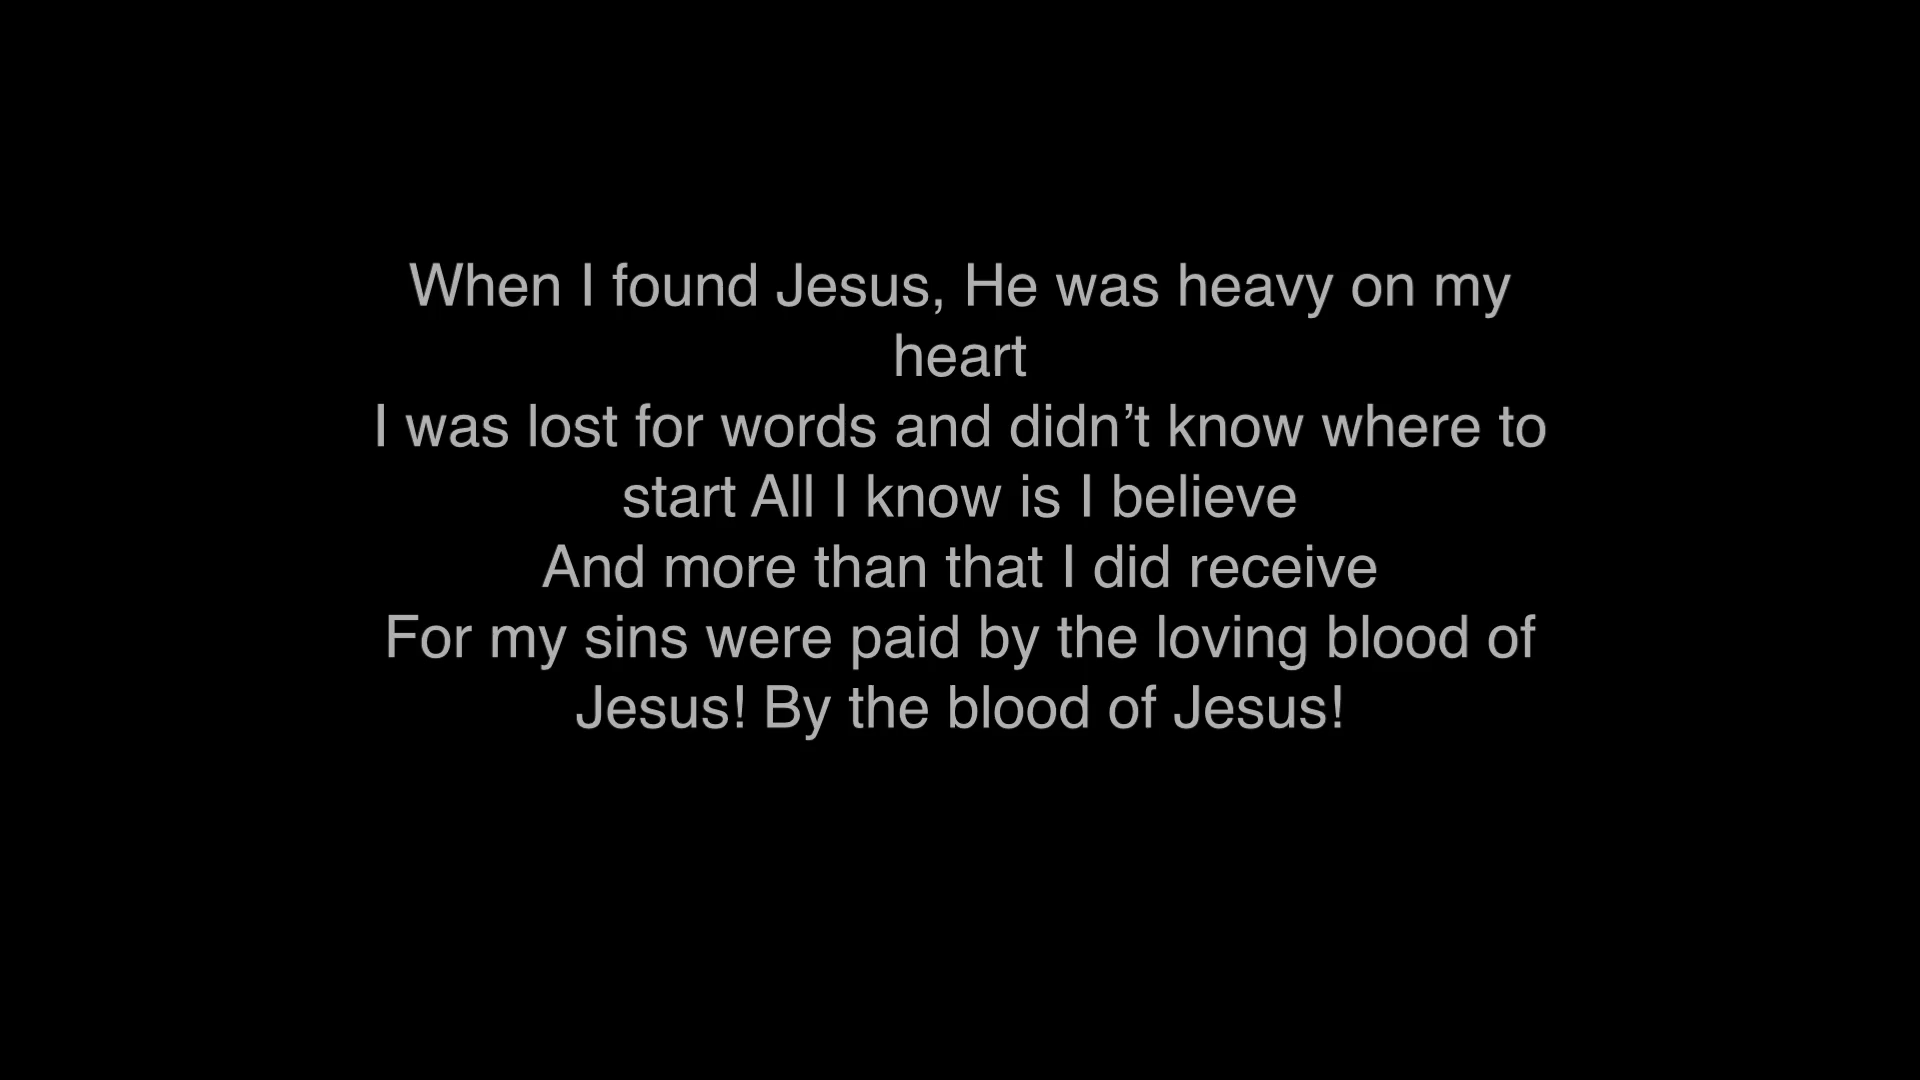 When I found Jesus, He was heavy on my
heart
I was lost for words and didn’t know where to
start All I know is I believe
And more than that I did receive
For my sins were paid by the loving blood of
Jesus! By the blood of Jesus!